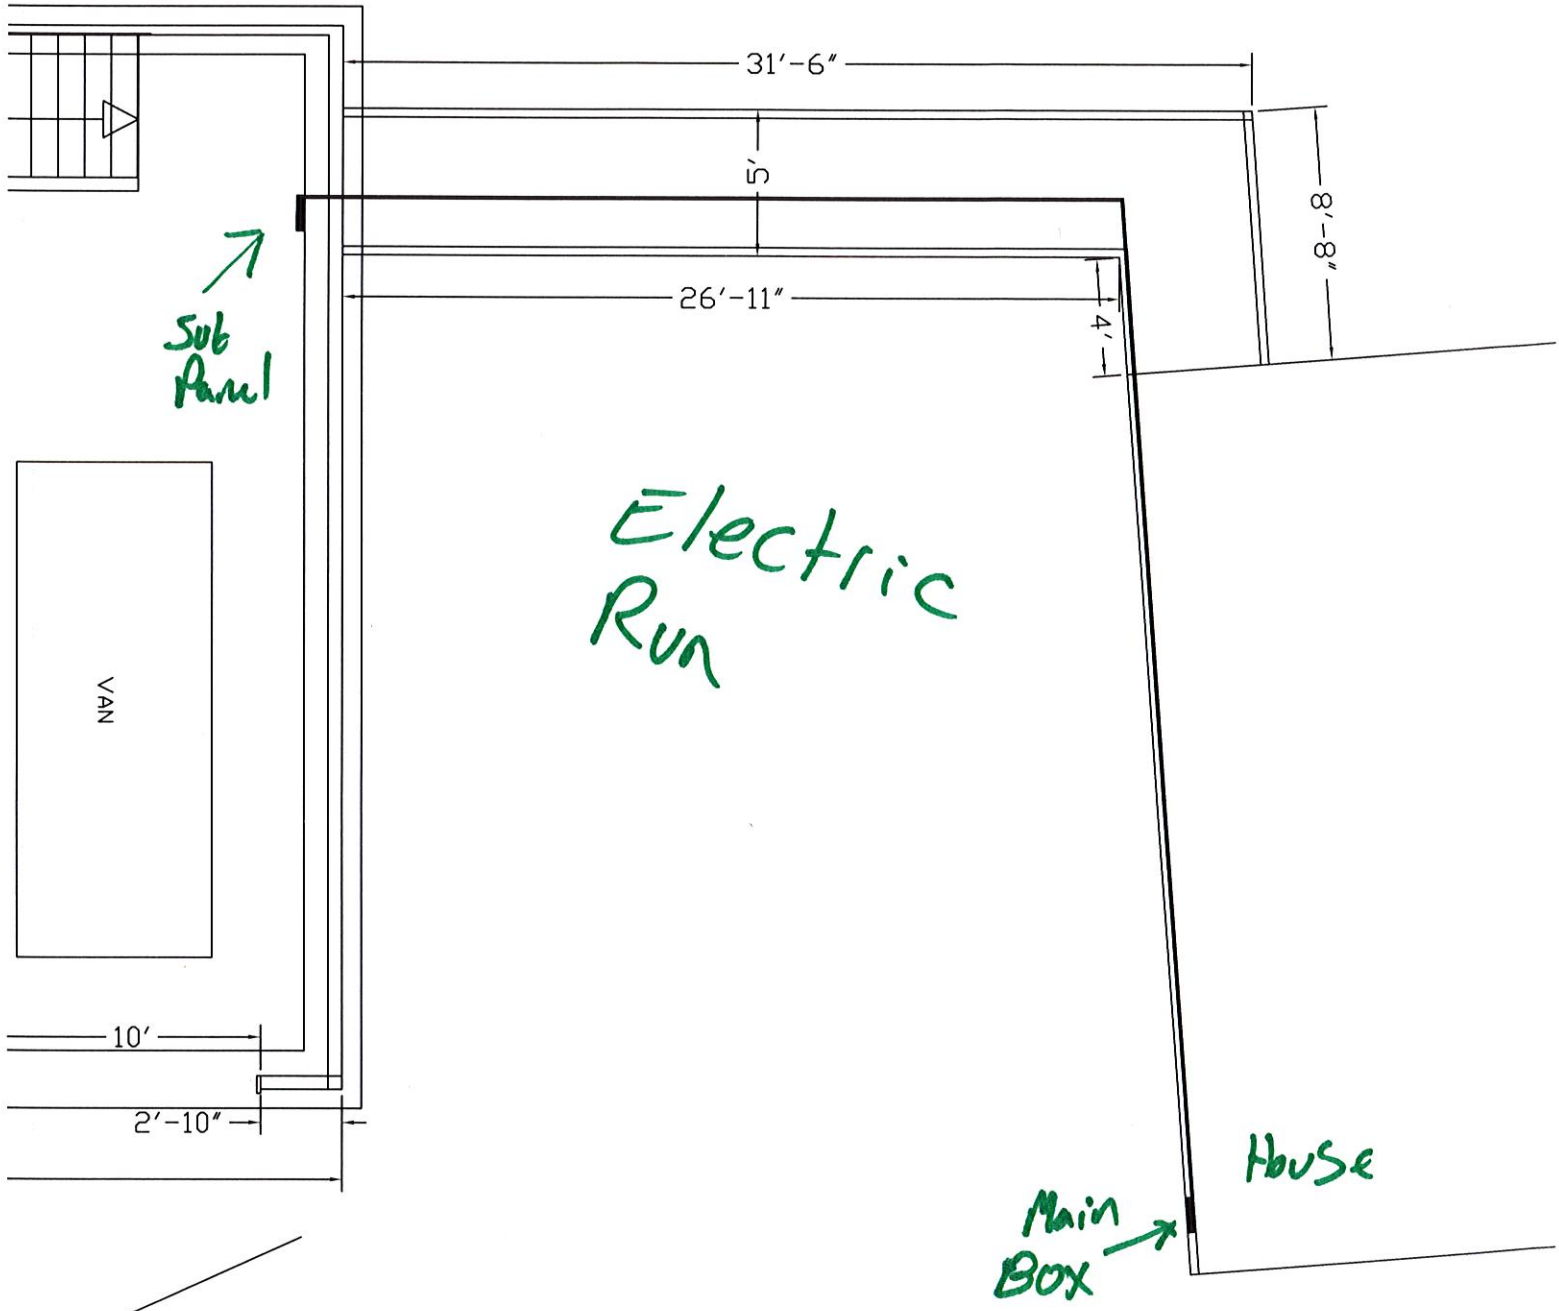 31'-6"
5'
8'-8"
26'-11"
4'
Sub
Panel
Electric
Run
VAN
10'
2'-10"
House
Main
Box